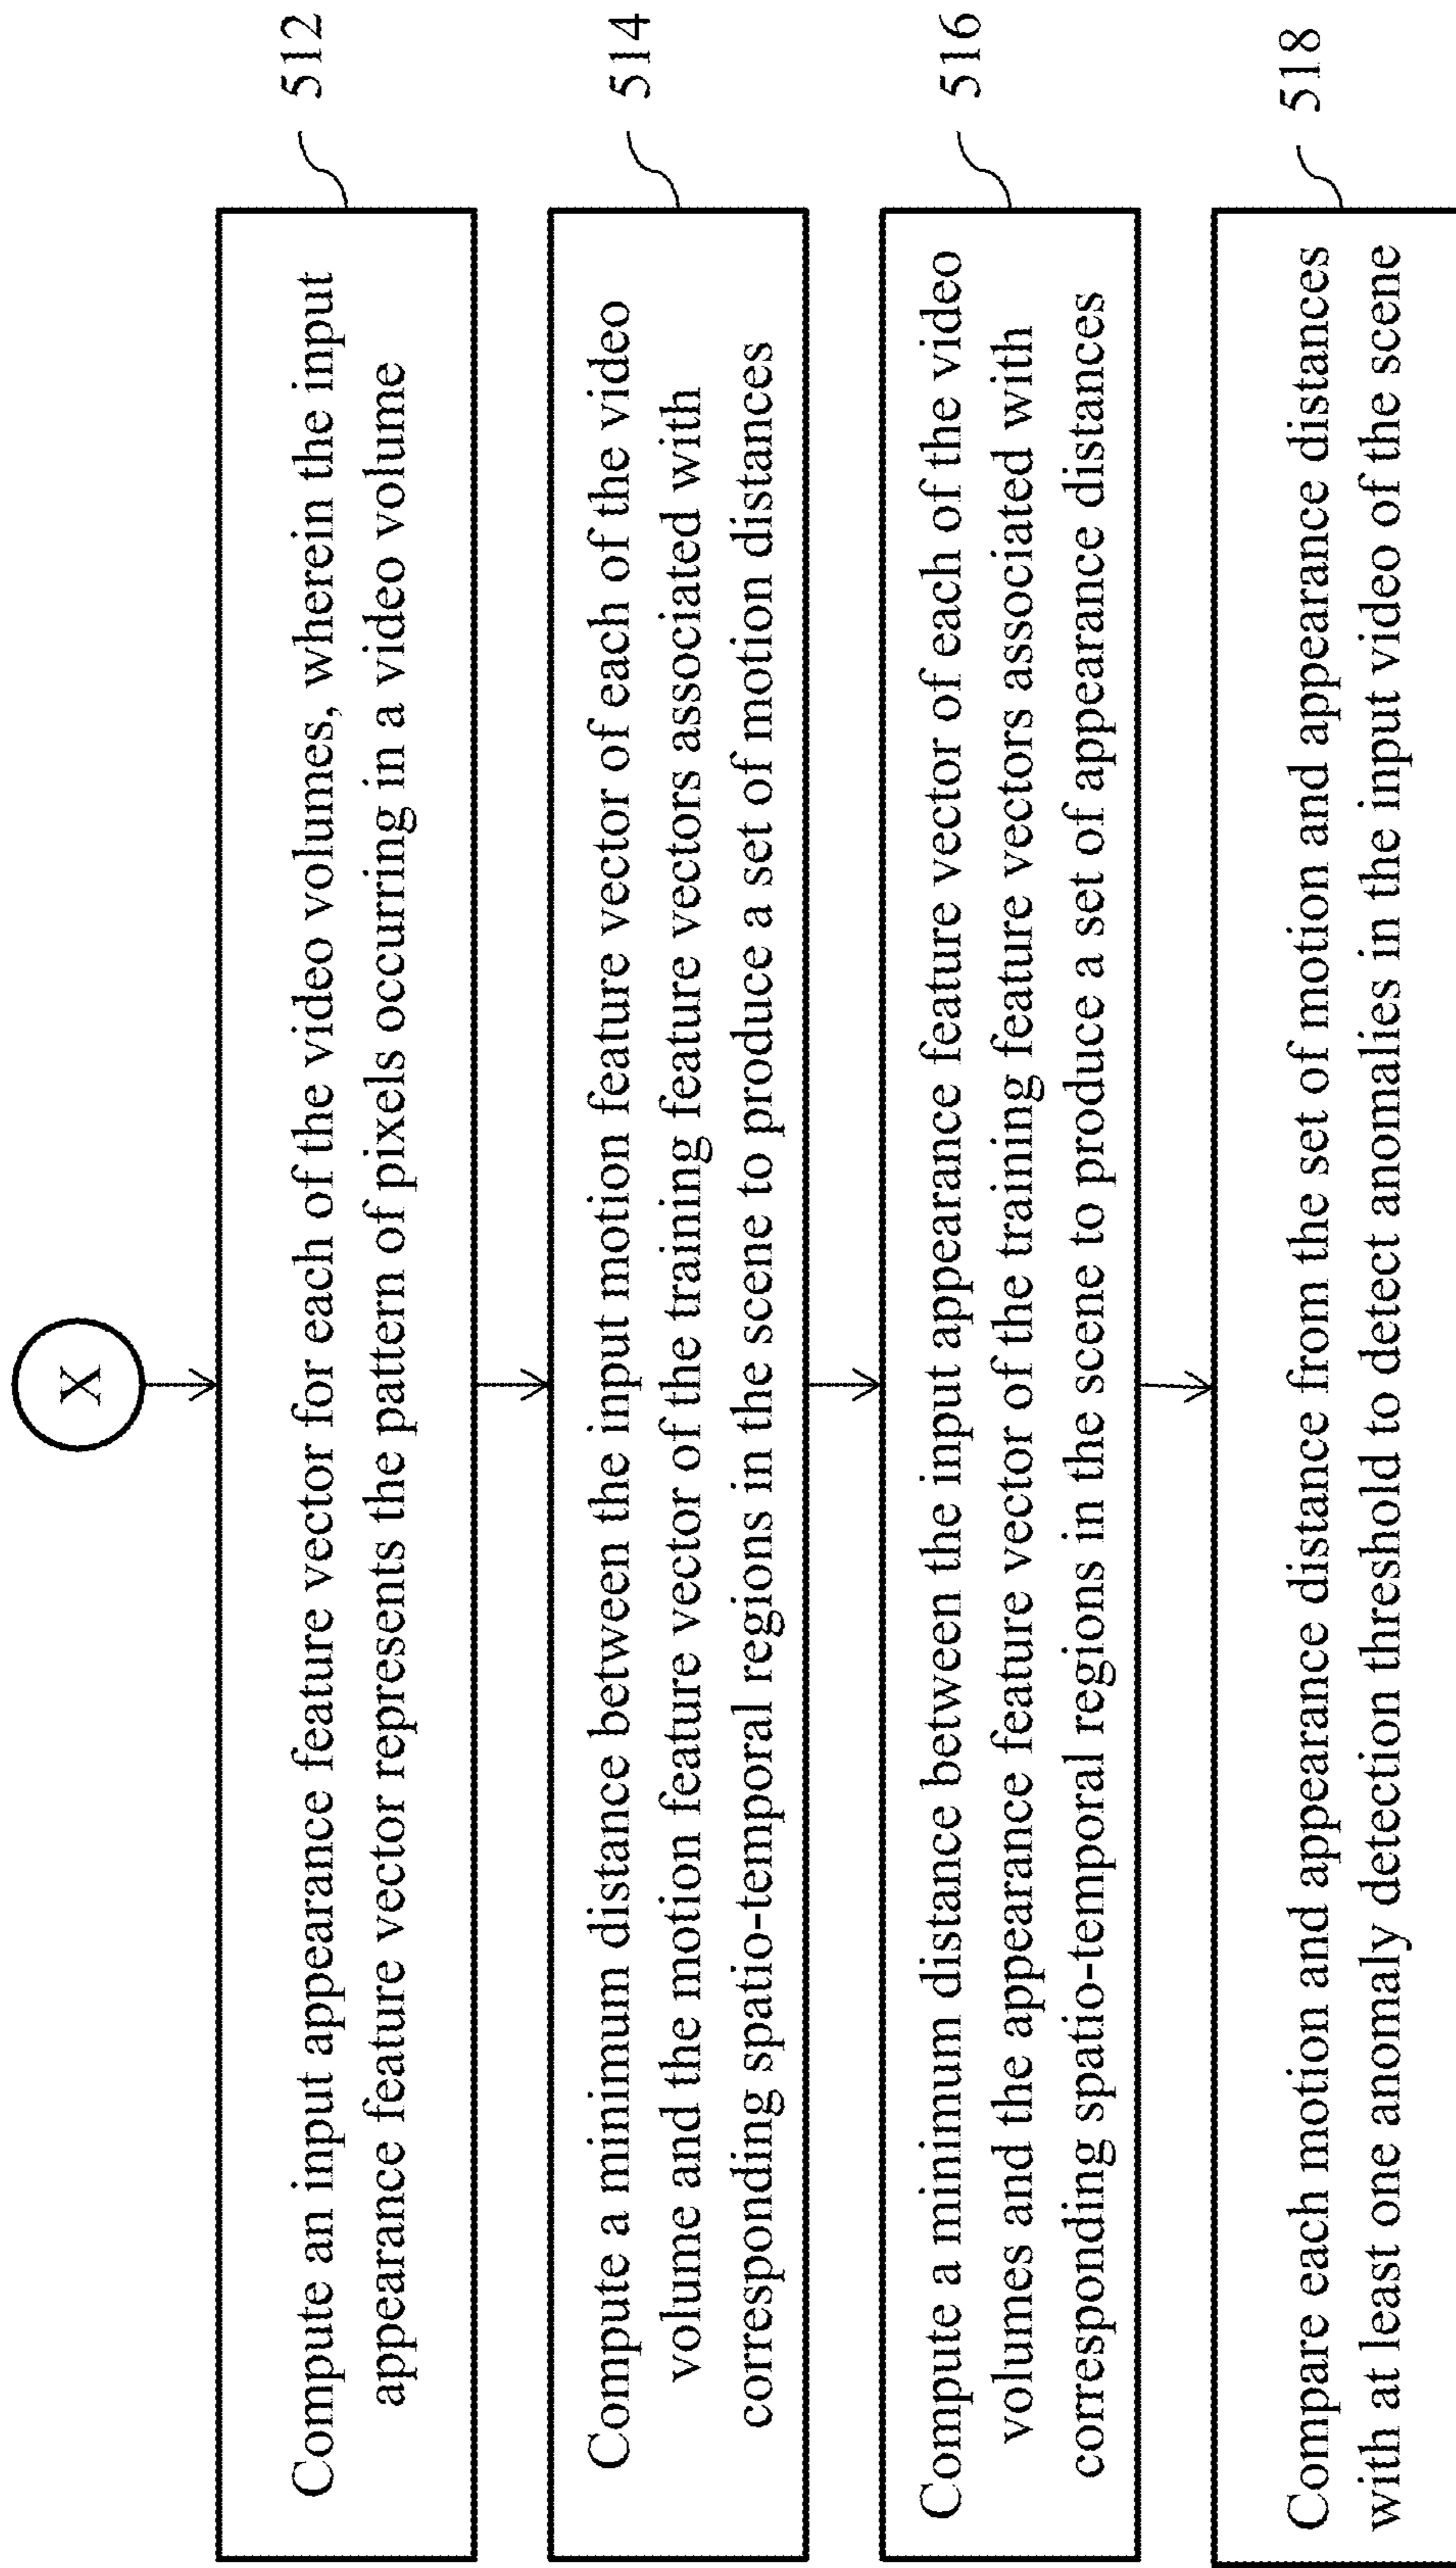 X
512
Compute an input appearance feature vector for each of the video volumes, wherein the input
appearance feature vector represents the pattern of pixels occurring in a video volume
514
Compute a minimum distance between the input motion feature vector of each of the video
volume and the motion feature vector of the training feature vectors associated with
corresponding spatio-temporal regions in the scene to produce a set of motion distances
516
Compute a minimum distance between the input appearance feature vector of each of the video
volumes and the appearance feature vector of the training feature vectors associated with
corresponding spatio-temporal regions in the scene to produce a set of appearance distances
518
Compare each motion and appearance distance from the set of motion and appearance distances
with at least one anomaly detection threshold to detect anomalies in the input video of the scene